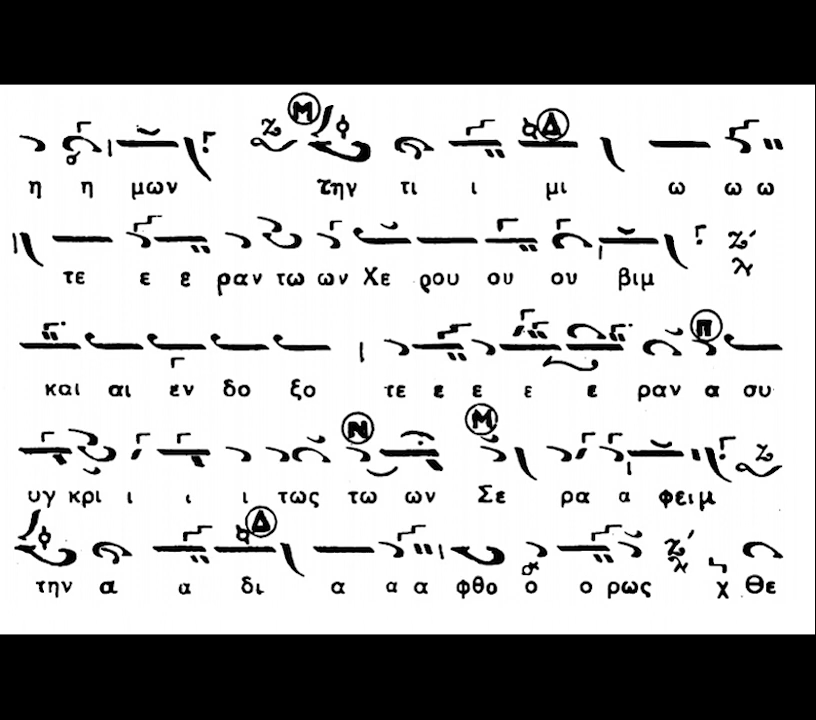 η η μων την τι ι μι ω ω ω
τε ε ε ραν τω ων Χε ρου ου ου βιμ
και αι εν δο ξο τε ε ε ε ε ραν α συ
υγ κρι ι ι ι τως τω ων Σε ρα α φειμ
την α α δι α α α φθο ο ο ρως χ Θε